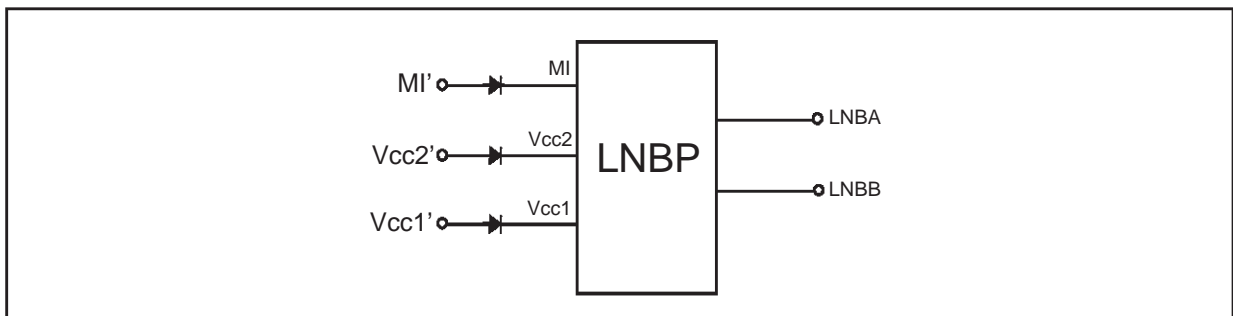 MI’
MI
LNBA
Vcc2’
Vcc2
LNBP
LNBB
Vcc1’
Vcc1